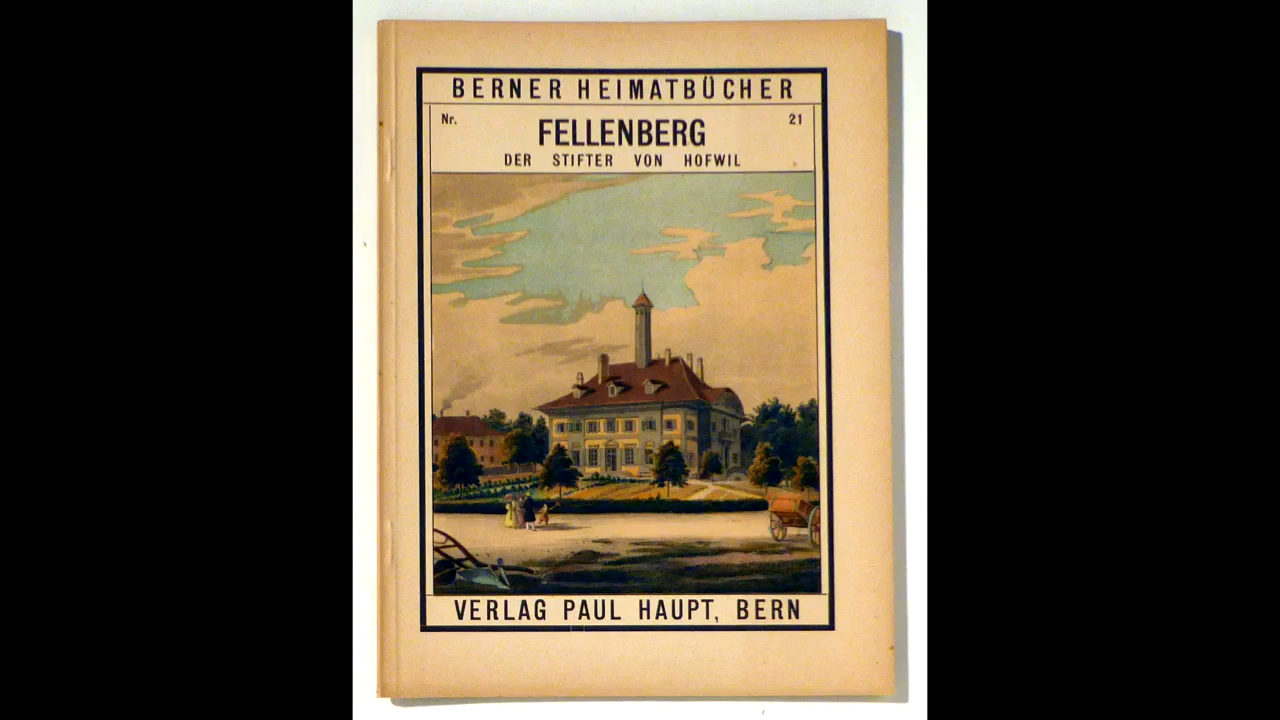 BERNER HEIMATBÜCHER
Nr. 21
FELLENBERG
DER STIFTER VON HOFWIL
VERLAG PAUL HAUPT, BERN